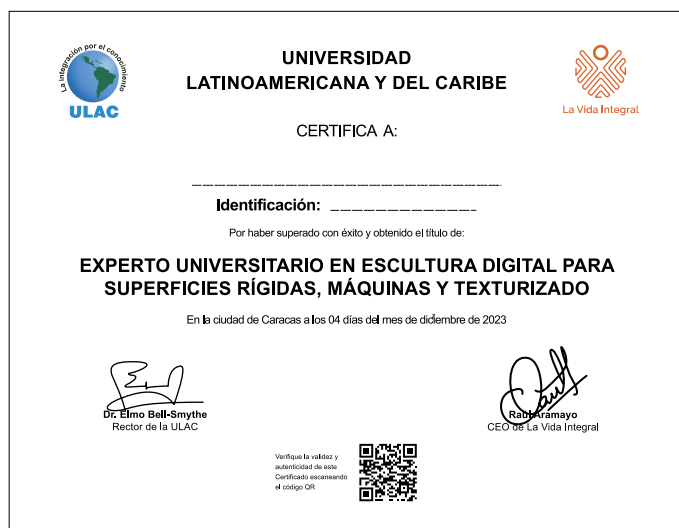 La integración por el conocimiento
ULAC
UNIVERSIDAD
LATINOAMERICANA Y DEL CARIBE
La Vida Integral
CERTIFICA A:
Identificación:
Por haber superado con éxito y obtenido el título de:
EXPERTO UNIVERSITARIO EN ESCULTURA DIGITAL PARA
SUPERFICIES RÍGIDAS, MÁQUINAS Y TEXTURIZADO
En la ciudad de Caracas a los 04 días del mes de diciembre de 2023
Dr. Elmo Bell-Smythe
Rector de la ULAC
Raúl Aramayo
CEO de La Vida Integral
Verifique la validez y
autenticidad de este
Certificado escaneando
el código QR